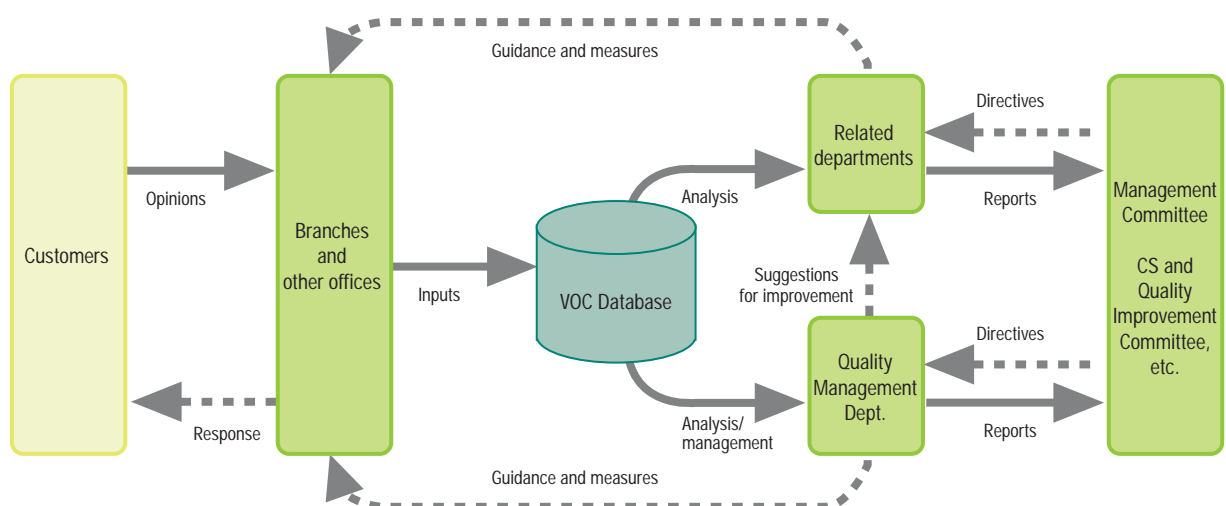 Guidance and measures
Customers
Opinions
Response
Branches
and
other offices
Inputs
VOC Database
Analysis
Analysis/
management
Related
departments
Suggestions
for improvement
Quality
Management
Dept.
Directives
Reports
Directives
Reports
Management
Committee
CS and
Quality
Improvement
Committee,
etc.
Guidance and measures